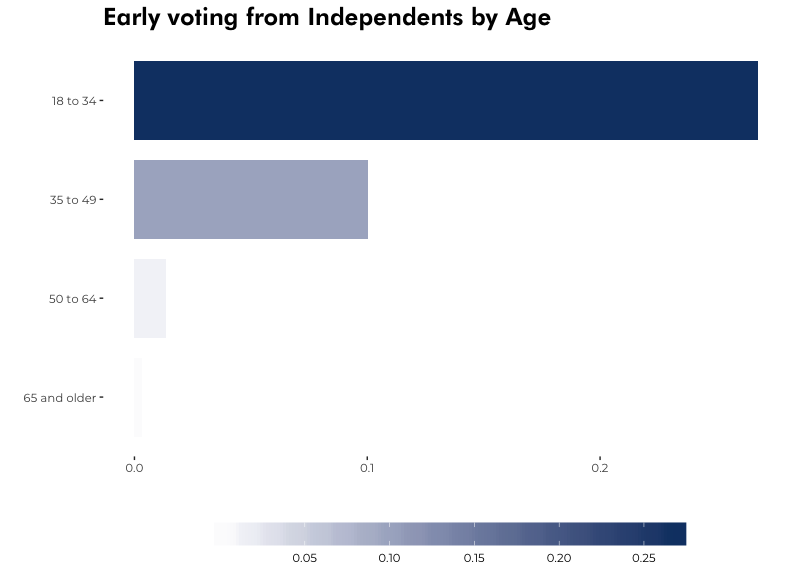 Early voting from Independents by Age
18 to 34
35 to 49
50 to 64
65 and older
0.0 0.1 0.2
0.05 0.10 0.15 0.20 0.25